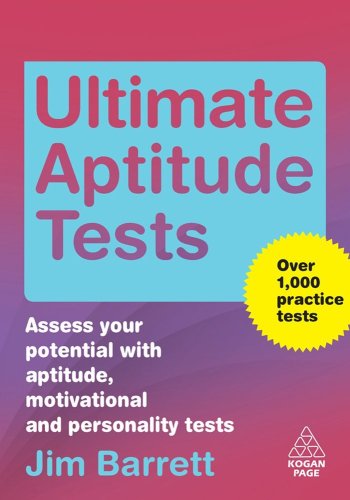 Ultimate
Aptitude
Tests
Over
1,000
practice
tests
Assess your
potential with
aptitude,
motivational
and personality tests
Jim Barrett
KOGAN
PAGE